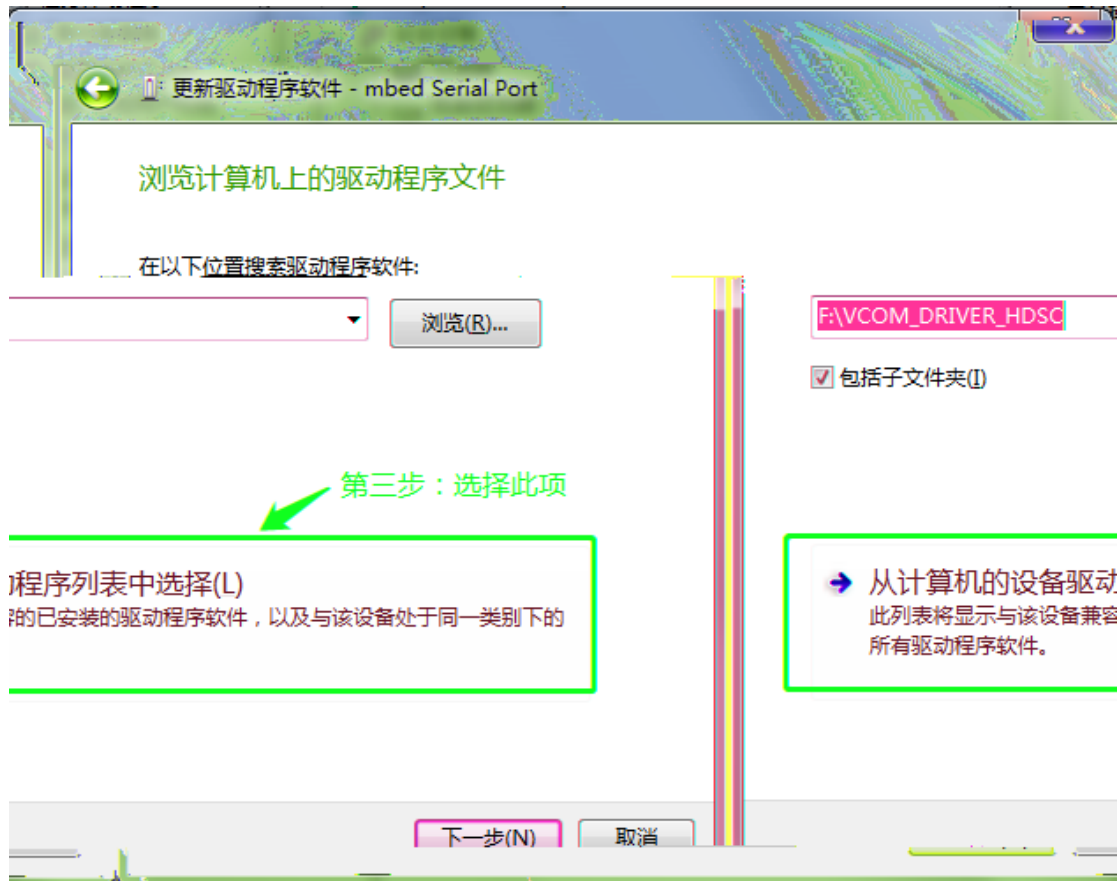 更新驱动程序软件 - mbed Serial Port
浏览计算机上的驱动程序文件
在以下位置搜索驱动程序软件:
浏览(R)...
F:\VCOM_DRIVER_HDSC
包括子文件夹(I)
第三步：选择此项
程序列表中选择(L)
的已安装的驱动程序软件，以及与该设备处于同一类别下的
从计算机的设备驱动
此列表将显示与该设备兼容
所有驱动程序软件。
下一步(N)
取消